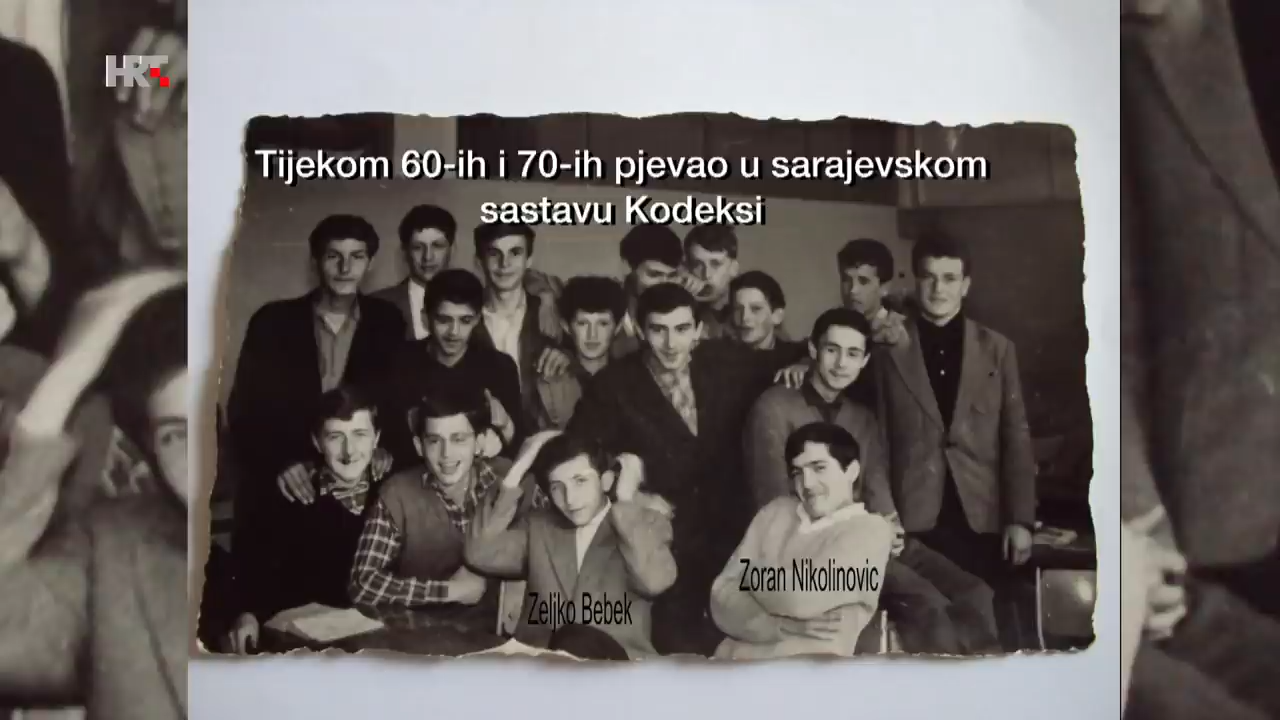 HRT
Tijekom 60-ih i 70-ih pjevao u sarajevskom
sastavu Kodeksi
Zoran Nikolinovic
Zeljko Bebek